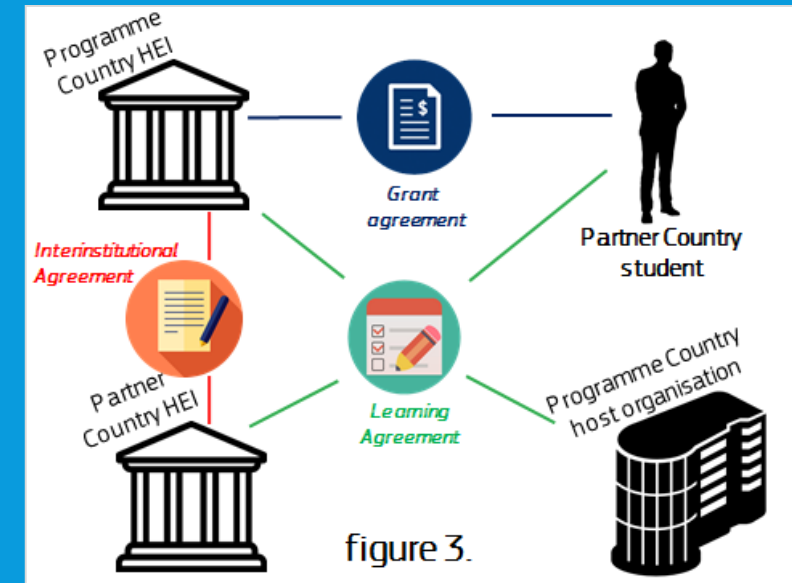 Programme
Country HEI
$
Grant
agreement
Partner Country
student
Interinstitutional
Agreement
Partner
Country HEI
Learning
Agreement
Programme Country
host organisation
figure 3.